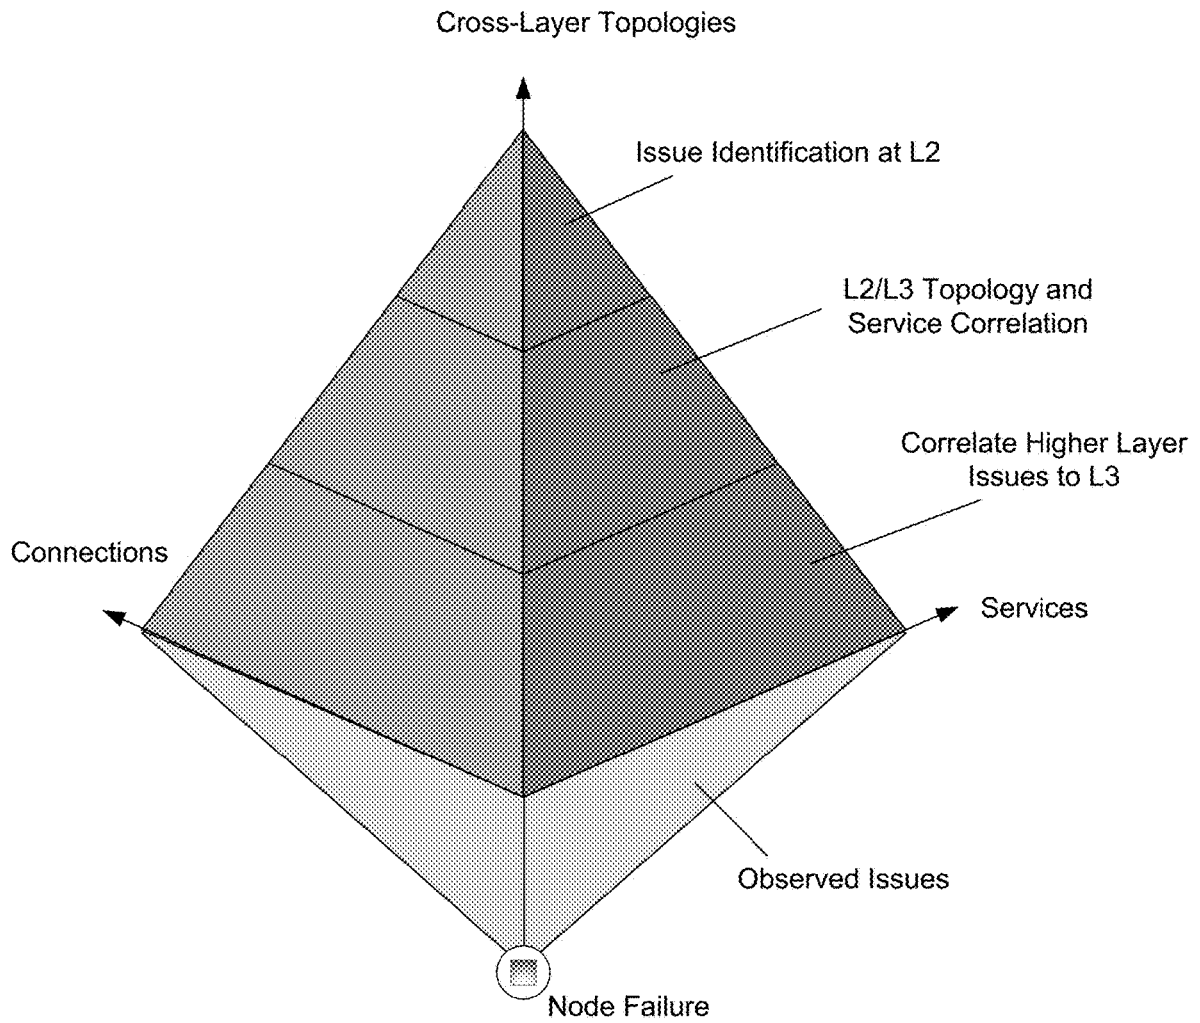 Cross-Layer Topologies
Issue Identification at L2
L2/L3 Topology and
Service Correlation
Correlate Higher Layer
Issues to L3
Connections
Services
Observed Issues
Node Failure